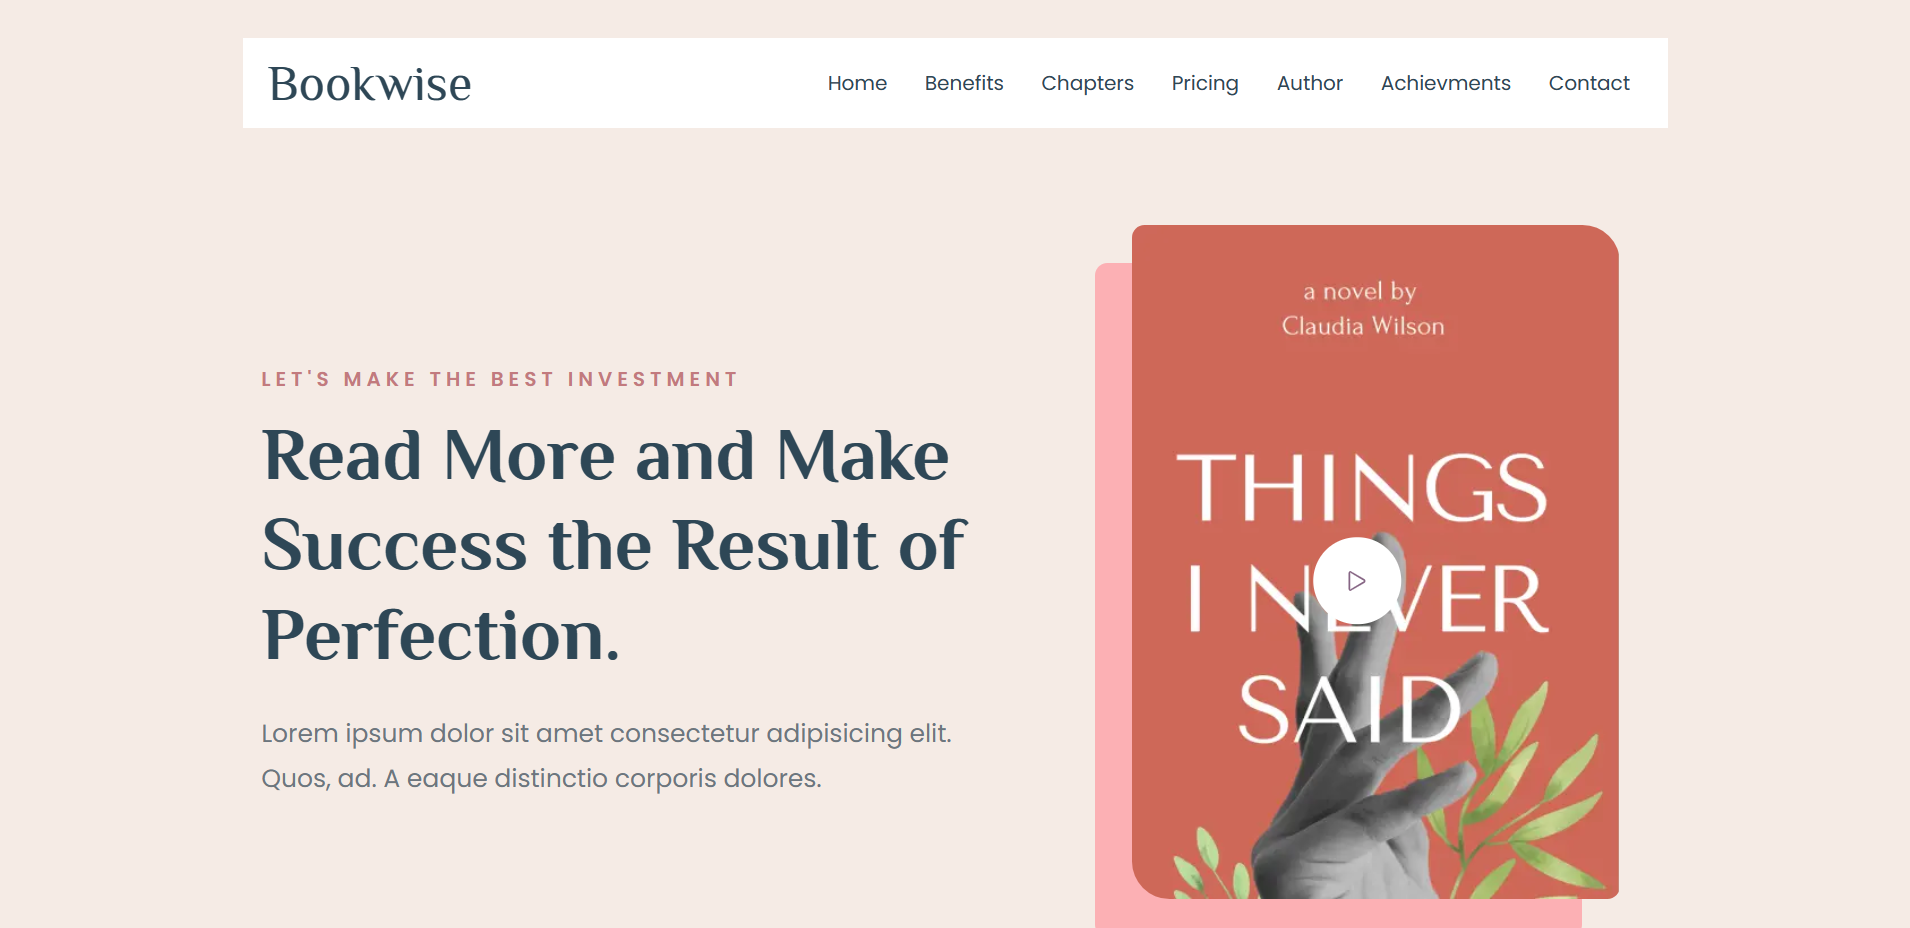 Bookwise
Home Benefits Chapters Pricing Author Achievments Contact
LET'S MAKE THE BEST INVESTMENT
Read More and Make
Success the Result of
Perfection.
Lorem ipsum dolor sit amet consectetur adipisicing elit.
Quos, ad. A eaque distinctio corporis dolores.
a novel by
Claudia Wilson
THINGS
I NEVER
SAID